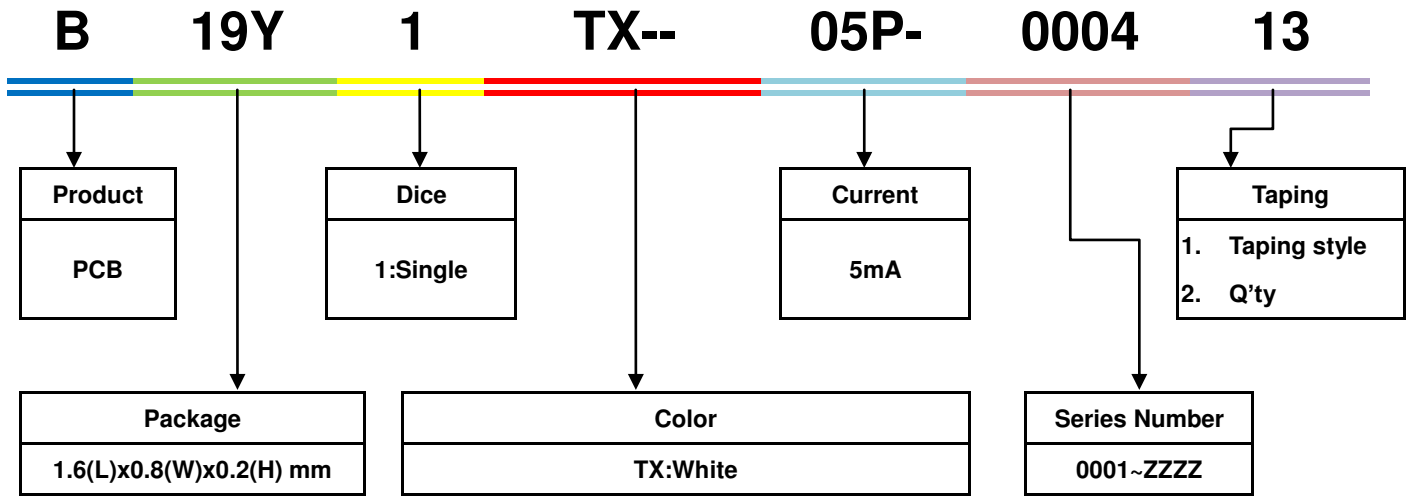 B 19Y 1 TX-- 05P- 0004 13
Product
PCB
Dice
1:Single
Current
5mA
Taping
1. Taping style
2. Q’ty
Package
1.6(L)x0.8(W)x0.2(H) mm
Color
TX:White
Series Number
0001~ZZZZ